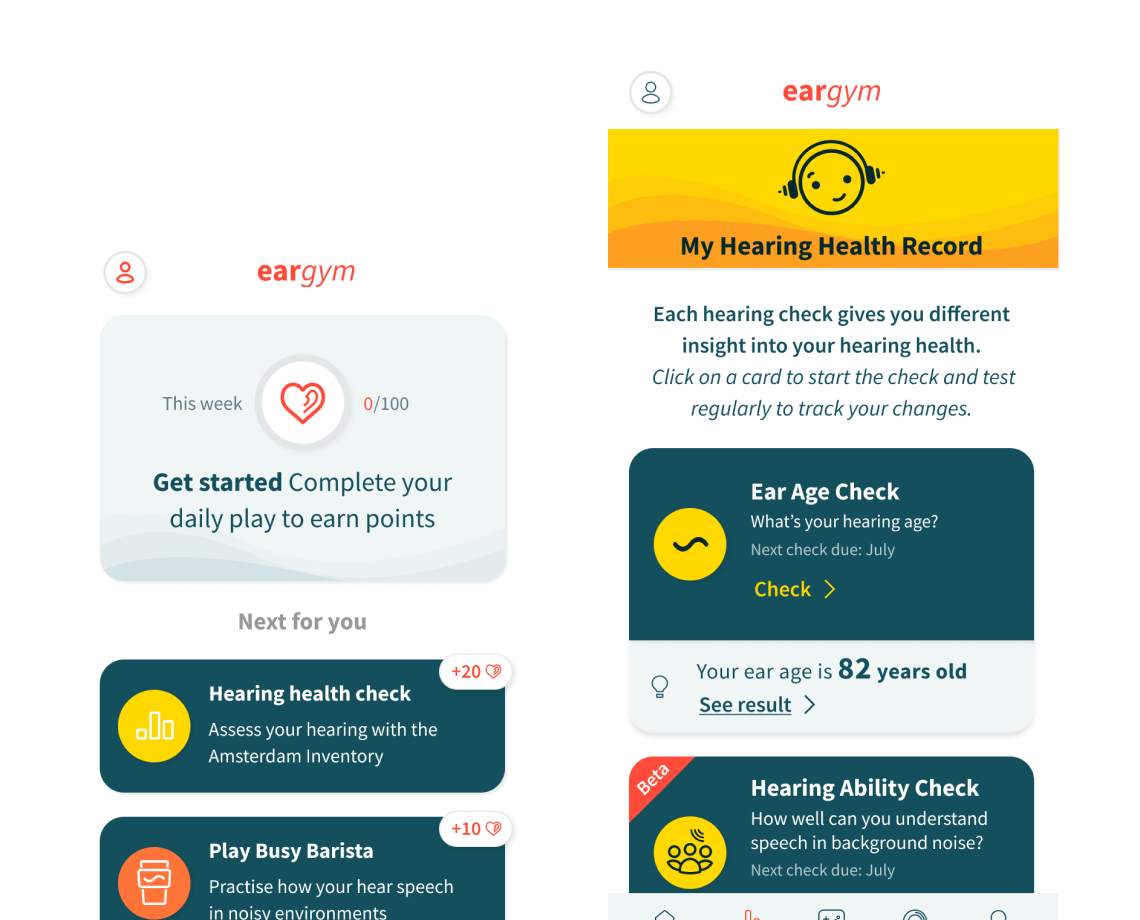 eargym
This week
0/100
Get started Complete your
daily play to earn points
Next for you
+20
Hearing health check
Assess your hearing with the
Amsterdam Inventory
+10
Play Busy Barista
Practise how your hear speech
in noisy environments
eargym
My Hearing Health Record
Each hearing check gives you different
insight into your hearing health.
Click on a card to start the check and test
regularly to track your changes.
Ear Age Check
What's your hearing age?
Next check due: July
Check
Your ear age is 82 years old
See result
Beta
Hearing Ability Check
How well can you understand
speech in background noise?
Next check due: July